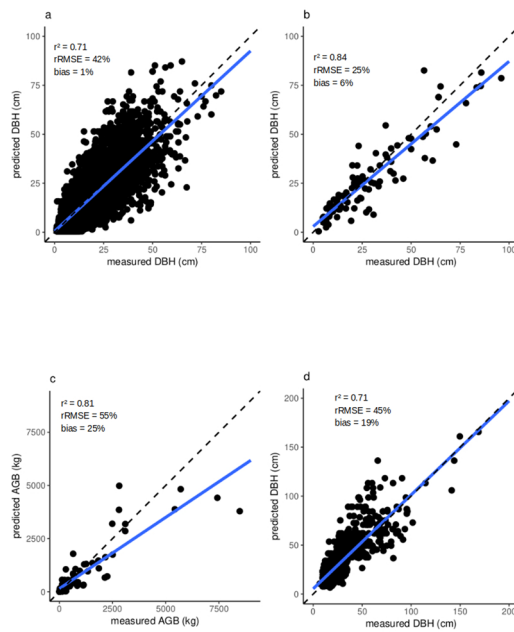 a
r² = 0.71
rRMSE = 42%
bias = 1%
predicted DBH (cm)
100
75
50
25
0
0 25 50 75 100
measured DBH (cm)
b
r² = 0.84
rRMSE = 25%
bias = 6%
predicted DBH (cm)
100
75
50
25
0
0 25 50 75 100
measured DBH (cm)
c
r² = 0.81
rRMSE = 55%
bias = 25%
predicted AGB (kg)
7500
5000
2500
0
0 2500 5000 7500
measured AGB (kg)
d
r² = 0.71
rRMSE = 45%
bias = 19%
predicted DBH (cm)
200
150
100
50
0
0 50 100 150 200
measured DBH (cm)